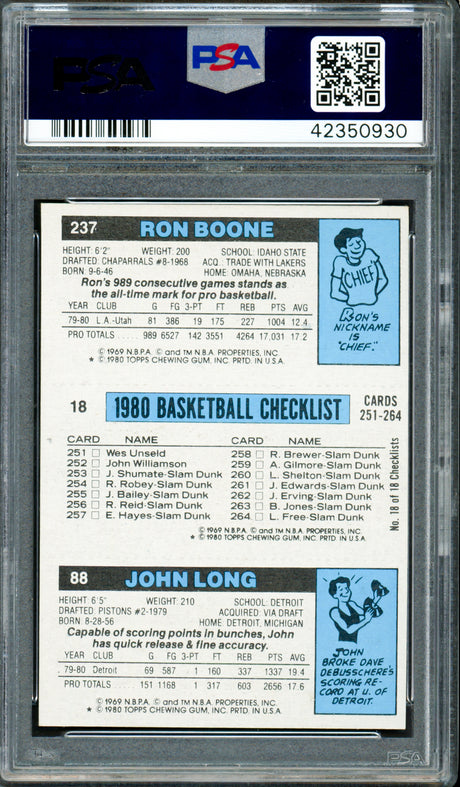 PSA
PSA
42350930
237 RON BOONE
HEIGHT: 6'2" WEIGHT: 200 SCHOOL: IDAHO STATE
DRAFTED: CHAPARRALS #8-1968 ACQ: TRADE WITH LAKERS
BORN: 9-6-46 HOME: OMAHA, NEBRASKA
Ron's 989 consecutive games stands as
the all-time mark for pro basketball.
YEAR CLUB G FG 3-PT FT REB PTS AVG
79-80 L.A.-Utah 81 386 19 175 227 1004 12.4
PRO TOTALS 989 6527 142 3551 4264 17,031 17.2
© 1969 N.B.P.A. © and TM N.B.A. PROPERTIES, INC.
* © 1980 TOPPS CHEWING GUM, INC. PRTD. IN U.S.A.
CHIEF
RON'S
NICKNAME
IS
"CHIEF."
18 1980 BASKETBALL CHECKLIST CARDS
251-264
CARD NAME CARD NAME
251 Wes Unseld 258 R. Brewer-Slam Dunk
252 John Williamson 259 A. Gilmore-Slam Dunk
253 J. Shumate-Slam Dunk 260 L. Shelton-Slam Dunk
254 R. Robey-Slam Dunk 261 J. Edwards-Slam Dunk
255 J. Bailey-Slam Dunk 262 J. Erving-Slam Dunk
256 R. Reid-Slam Dunk 263 B. Jones-Slam Dunk
257 E. Hayes-Slam Dunk 264 L. Free-Slam Dunk
No. 18 of 18 Checklists
© 1969 N.B.P.A. © and TM N.B.A. PROPERTIES, INC.
* © 1980 TOPPS CHEWING GUM, INC. PRTD. IN U.S.A.
88 JOHN LONG
HEIGHT: 6'5" WEIGHT: 210 SCHOOL: DETROIT
DRAFTED: PISTONS #2-1979 ACQUIRED: VIA DRAFT
BORN: 8-28-56 HOME: DETROIT, MICHIGAN
Capable of scoring points in bunches, John
has quick release & fine accuracy.
YEAR CLUB G FG 3-PT FT REB PTS AVG
79-80 Detroit 69 587 1 160 337 1337 19.4
PRO TOTALS 151 1168 1 317 603 2656 17.6
© 1969 N.B.P.A. © and TM N.B.A. PROPERTIES, INC.
* © 1980 TOPPS CHEWING GUM, INC. PRTD. IN U.S.A.
JOHN
BROKE DAVE
DEBUSSCHERE'S
SCORING RE-
CORD AT U. OF
DETROIT.
PSA